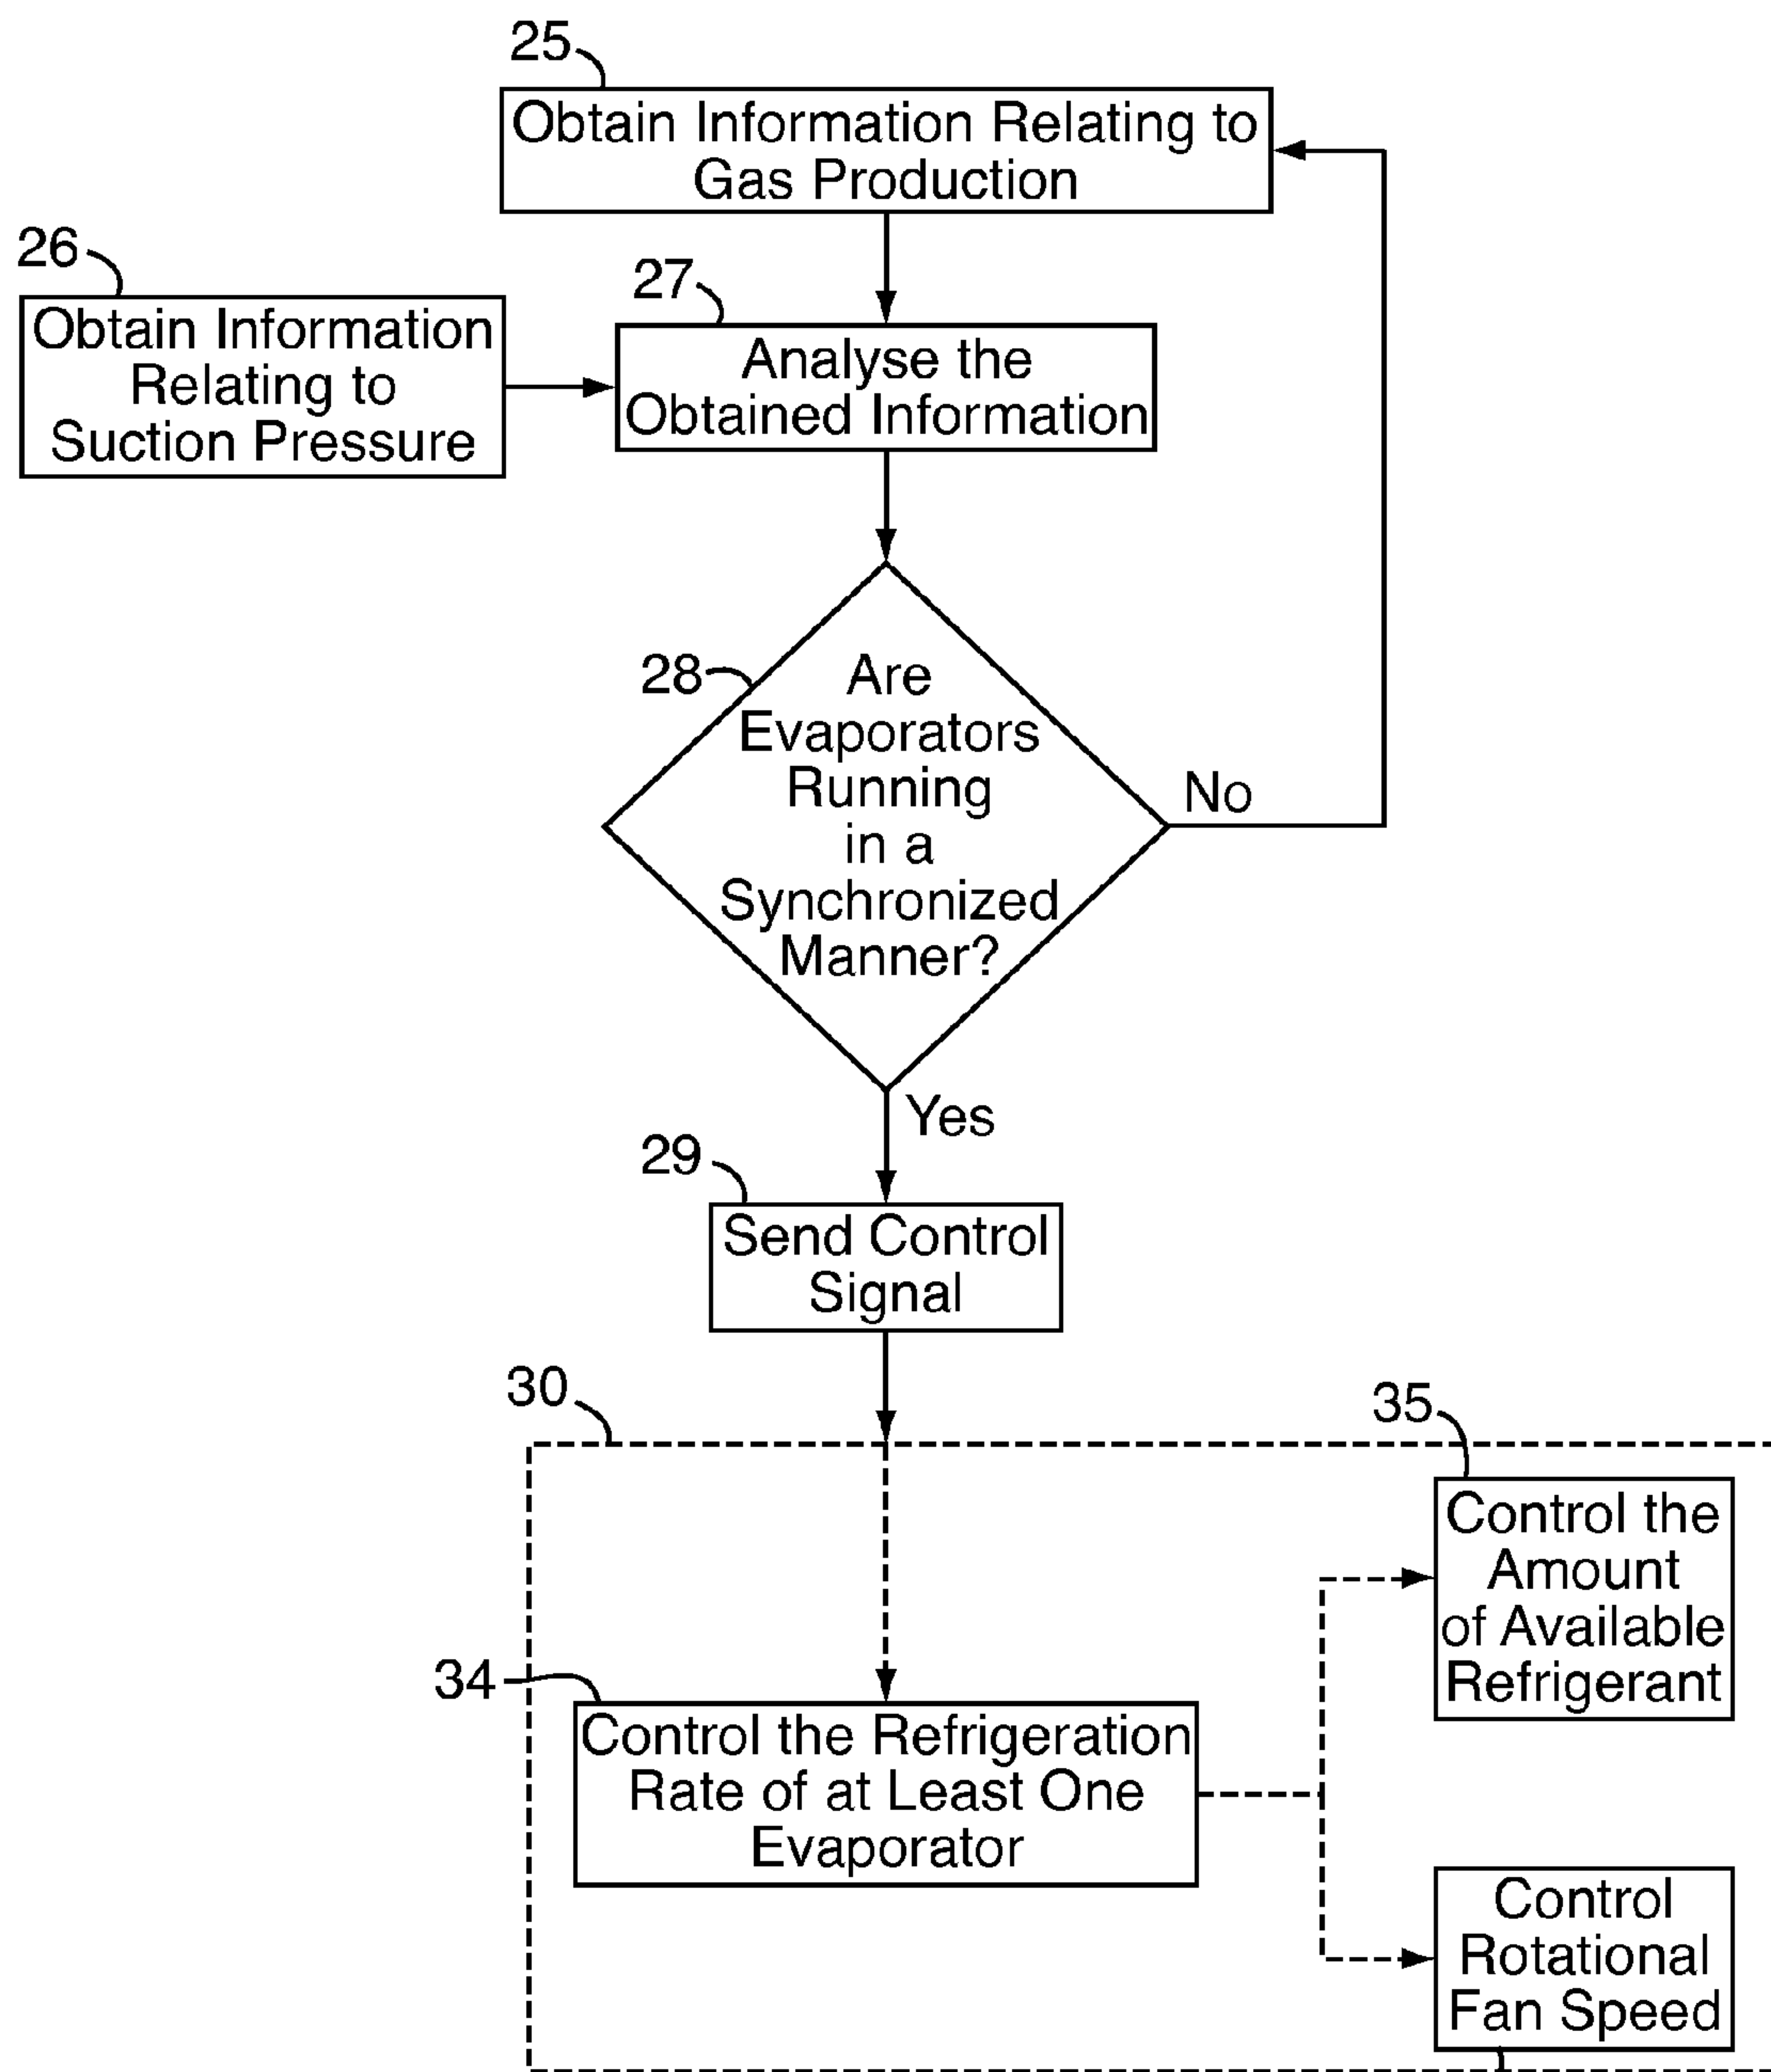 25
Obtain Information Relating to
Gas Production
26
Obtain Information
Relating to
Suction Pressure
27
Analyse the
Obtained Information
28
Are
Evaporators
Running
in a
Synchronized
Manner?
No
Yes
29
Send Control
Signal
30
34
Control the Refrigeration
Rate of at Least One
Evaporator
35
Control the
Amount
of Available
Refrigerant
Control
Rotational
Fan Speed